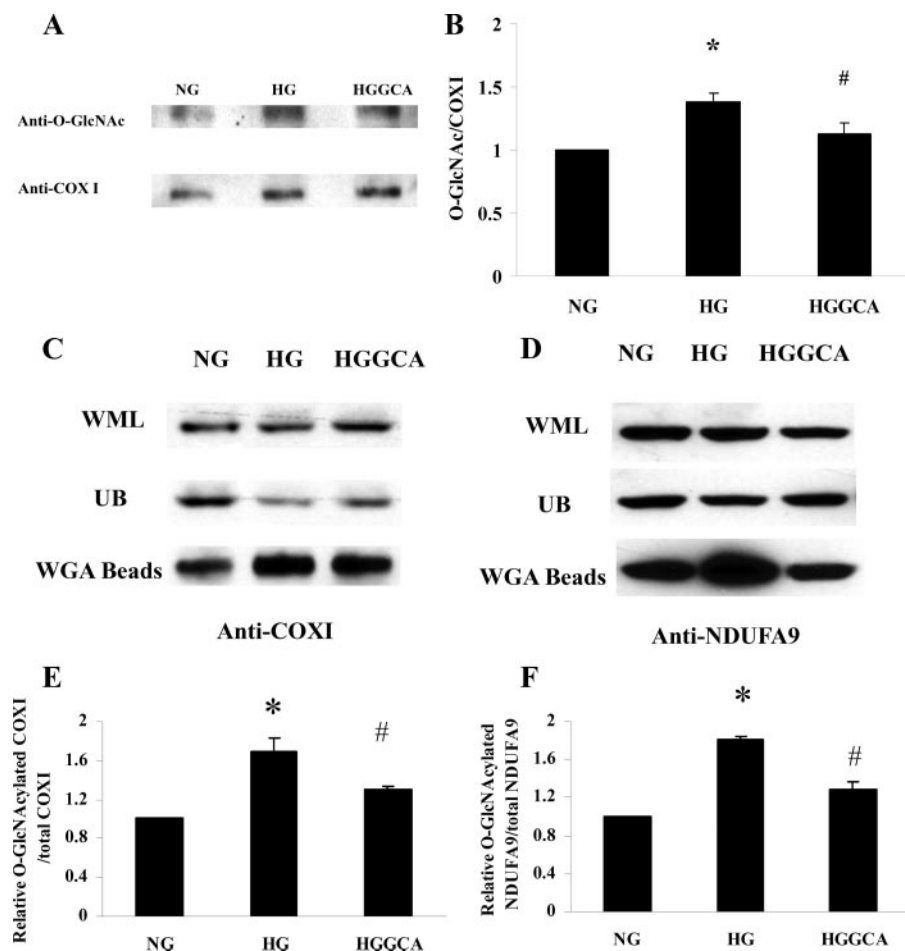 A
NG HG HGGCA
Anti-O-GlcNAc
Anti-COX I
B
O-GlcNAc/COXI
2
1.5
1
0.5
0
*
#
NG HG HGGCA
C
NG HG HGGCA
WML
UB
WGA Beads
Anti-COXI
D
NG HG HGGCA
WML
UB
WGA Beads
Anti-NDUFA9
E
Relative O-GlcNAcylated COXI
/total COXI
2
1.6
1.2
0.8
0.4
0
*
#
NG HG HGGCA
F
Relative O-GlcNAcylated
NDUFA9/total NDUFA9
2
1.6
1.2
0.8
0.4
0
*
#
NG HG HGGCA